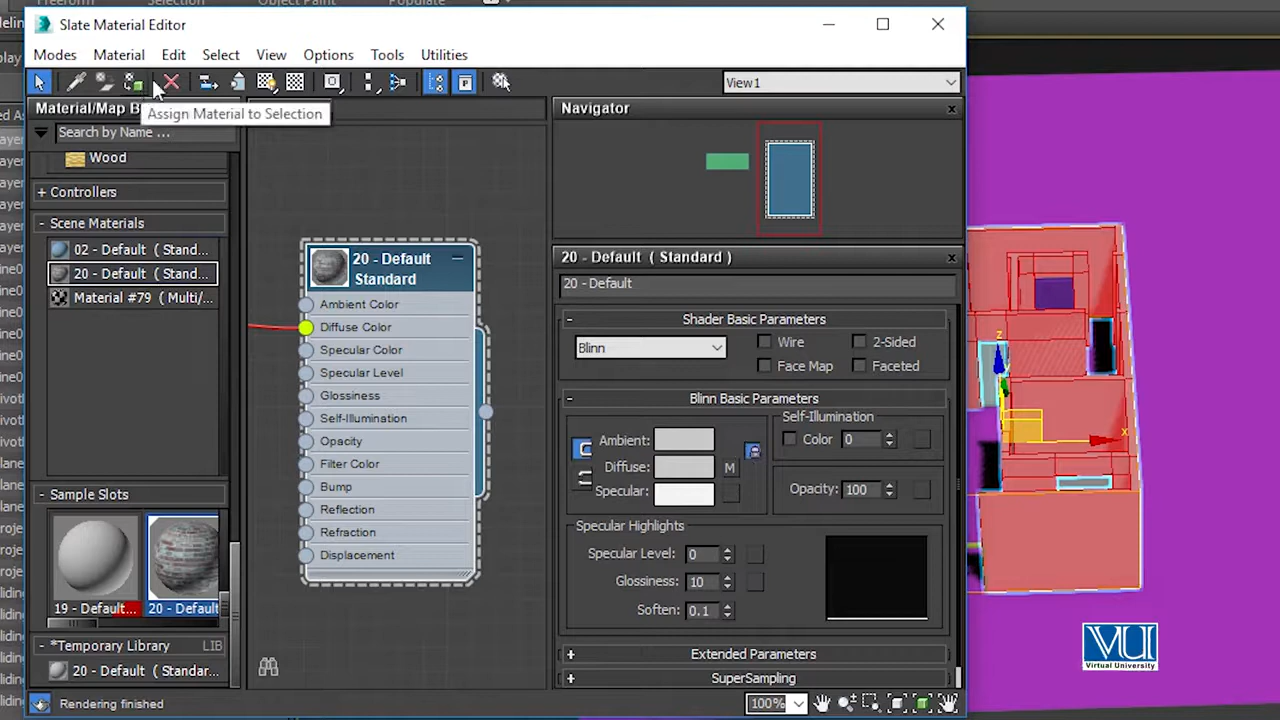 Slate Material Editor
Modes Material Edit Select View Options Tools Utilities
View1
Material/Map B
Assign Material to Selection
Search by Name ...
Wood
+ Controllers
- Scene Materials
02 - Default ( Stand...
20 - Default ( Stand...
Material #79 ( Multi/...
- Sample Slots
19 - Default...
20 - Default
- *Temporary Library LIB
20 - Default ( Standar...
Rendering finished
20 - Default
Standard
Ambient Color
Diffuse Color
Specular Color
Specular Level
Glossiness
Self-Illumination
Opacity
Filter Color
Bump
Reflection
Refraction
Displacement
Navigator
20 - Default ( Standard )
20 - Default
- Shader Basic Parameters
Blinn
Wire
2-Sided
Face Map
Faceted
- Blinn Basic Parameters
Self-Illumination
Ambient:
Color 0
Diffuse: M
Specular:
Opacity: 100
Specular Highlights
Specular Level: 0
Glossiness: 10
Soften: 0.1
+ Extended Parameters
+ SuperSampling
100%
z
x
VU
Virtual University